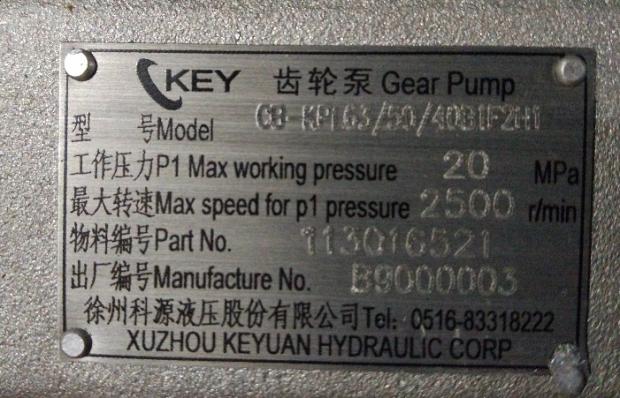 KEY 齿轮泵 Gear Pump
型 号Model CB-KPL63/50/40B1F2H1
工作压力P1 Max working pressure 20 MPa
最大转速Max speed for p1 pressure 2500 r/min
物料编号Part No. 113016521
出厂编号Manufacture No. B9000003
徐州科源液压股份有限公司Tel: 0516-83318222
XUZHOU KEYUAN HYDRAULIC CORP